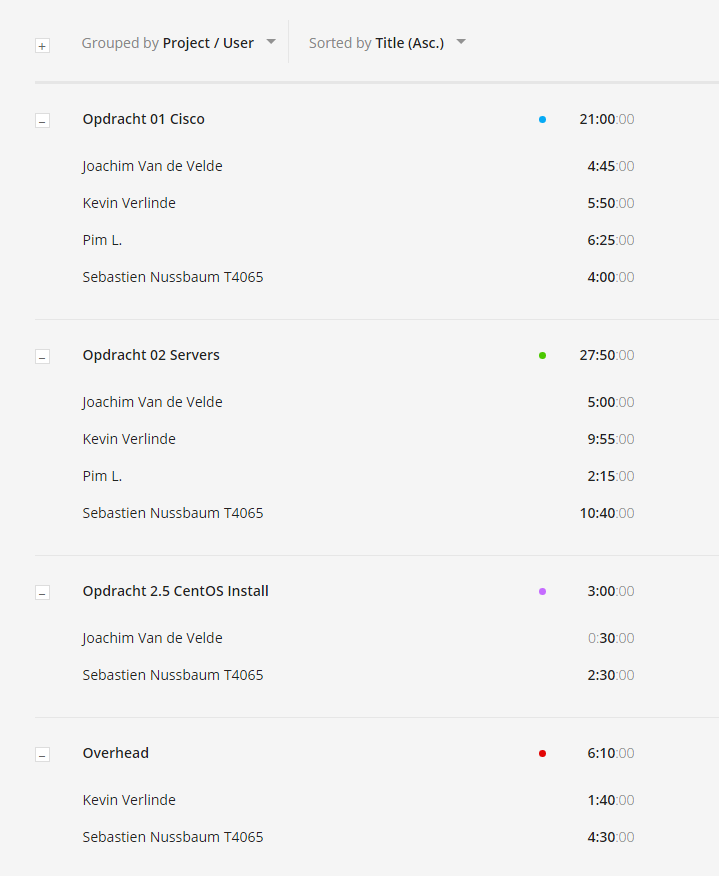 Grouped by Project / User Sorted by Title (Asc.)
Opdracht 01 Cisco 21:00:00
Joachim Van de Velde 4:45:00
Kevin Verlinde 5:50:00
Pim L. 6:25:00
Sebastien Nussbaum T4065 4:00:00
Opdracht 02 Servers 27:50:00
Joachim Van de Velde 5:00:00
Kevin Verlinde 9:55:00
Pim L. 2:15:00
Sebastien Nussbaum T4065 10:40:00
Opdracht 2.5 CentOS Install 3:00:00
Joachim Van de Velde 0:30:00
Sebastien Nussbaum T4065 2:30:00
Overhead 6:10:00
Kevin Verlinde 1:40:00
Sebastien Nussbaum T4065 4:30:00